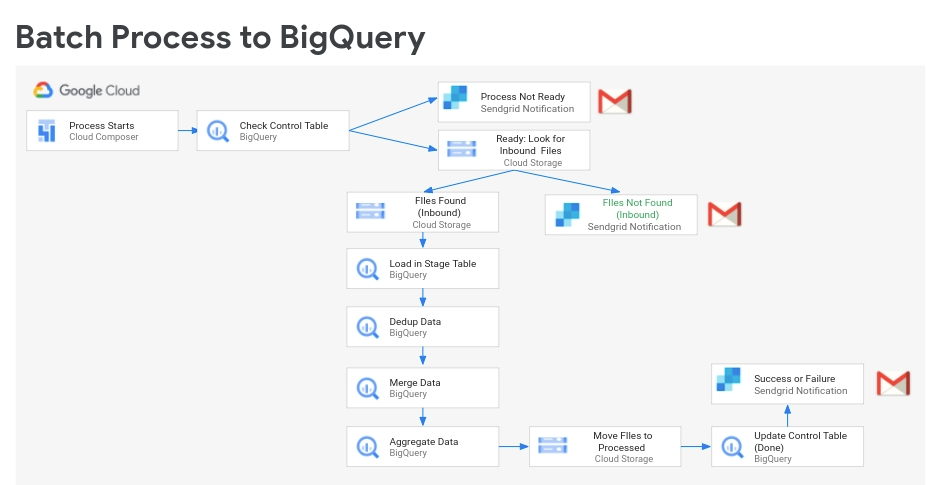 Batch Process to BigQuery
Google Cloud
Process Starts
Cloud Composer
Check Control Table
BigQuery
Process Not Ready
Sendgrid Notification
Ready: Look for
Inbound Files
Cloud Storage
FIles Found
(Inbound)
Cloud Storage
FIles Not Found
(Inbound)
Sendgrid Notification
Load in Stage Table
BigQuery
Dedup Data
BigQuery
Merge Data
BigQuery
Aggregate Data
BigQuery
Move FIles to
Processed
Cloud Storage
Update Control Table
(Done)
BigQuery
Success or Failure
Sendgrid Notification